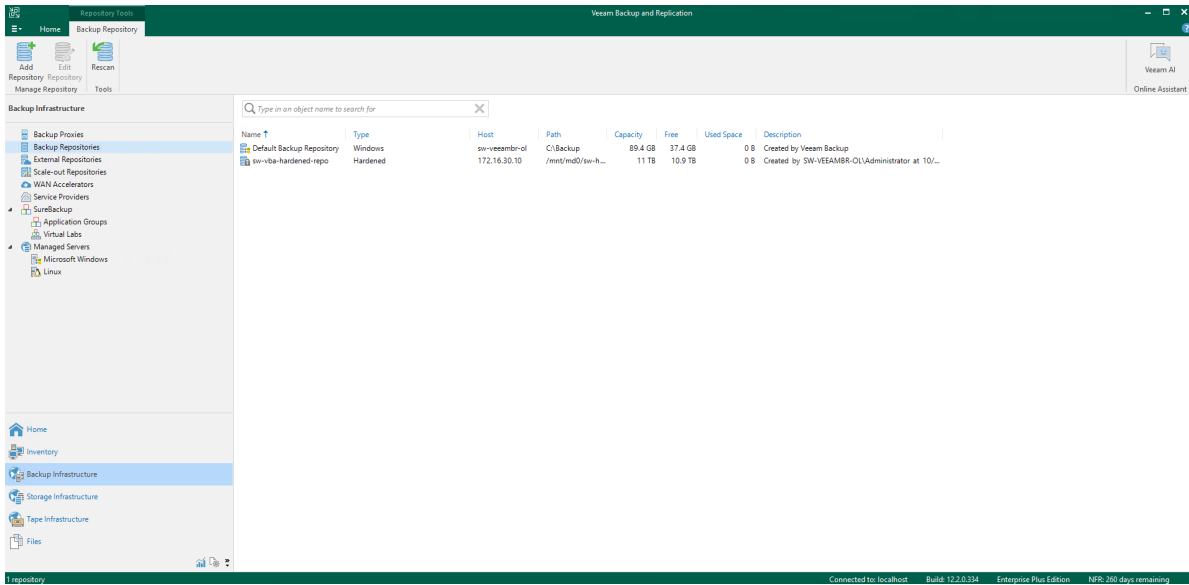 Repository Tools
Veeam Backup and Replication
Home Backup Repository
Add Repository
Edit Repository
Rescan
Manage Repository Tools
Veeam AI
Online Assistant
Backup Infrastructure
Backup Proxies
Backup Repositories
External Repositories
Scale-out Repositories
WAN Accelerators
Service Providers
SureBackup
Application Groups
Virtual Labs
Managed Servers
Microsoft Windows
Linux
Type in an object name to search for
Name Type Host Path Capacity Free Used Space Description
Default Backup Repository Windows sw-veeambr-ol C:\Backup 89.4 GB 37.4 GB 0 B Created by Veeam Backup
sw-vba-hardened-repo Hardened 172.16.30.10 /mnt/md0/sw-h... 11 TB 10.9 TB 0 B Created by SW-VEEAMBR-OL\Administrator at 10/...
Home
Inventory
Backup Infrastructure
Storage Infrastructure
Tape Infrastructure
Files
1 repository Connected to: localhost Build: 12.2.0.334 Enterprise Plus Edition NFR: 260 days remaining